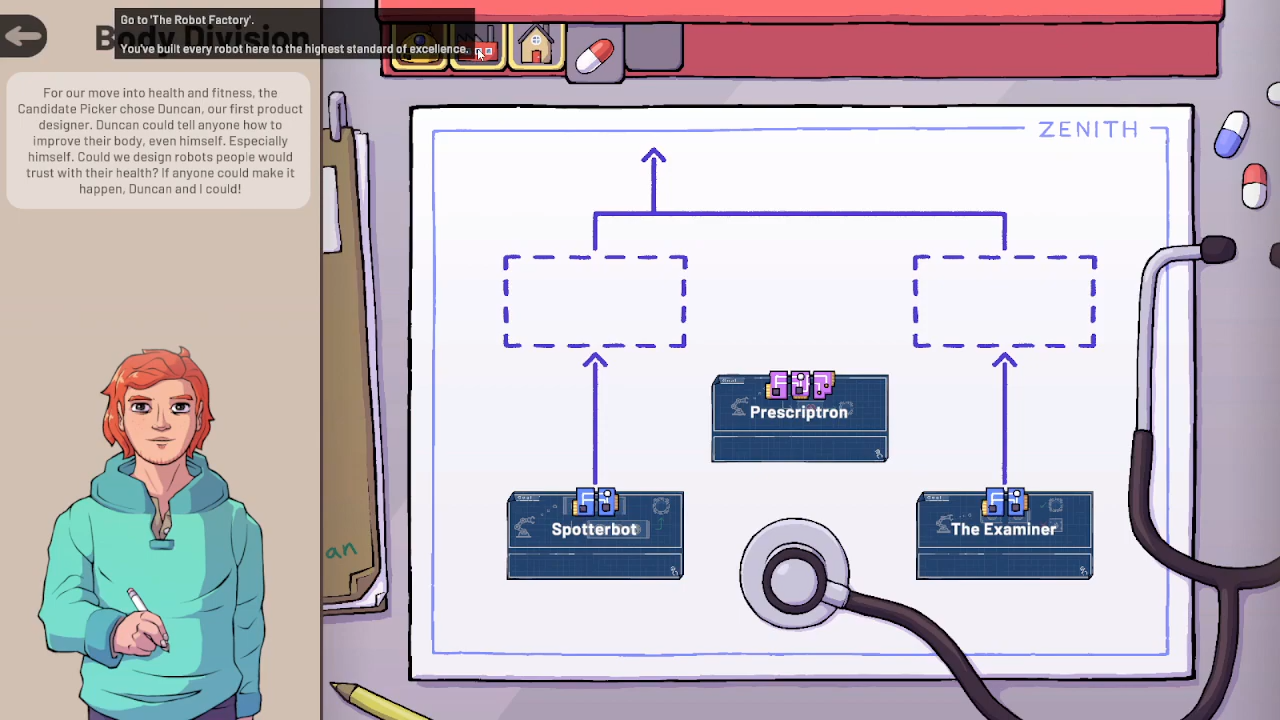 Go to 'The Robot Factory'.
You've built every robot here to the highest standard of excellence.
Body Division
For our move into health and fitness, the
Candidate Picker chose Duncan, our first product
designer. Duncan could tell anyone how to
improve their body, even himself. Especially
himself. Could we design robots people would
trust with their health? If anyone could make it
happen, Duncan and I could!
ZENITH
Prescriptron
Spotterbot
The Examiner
an